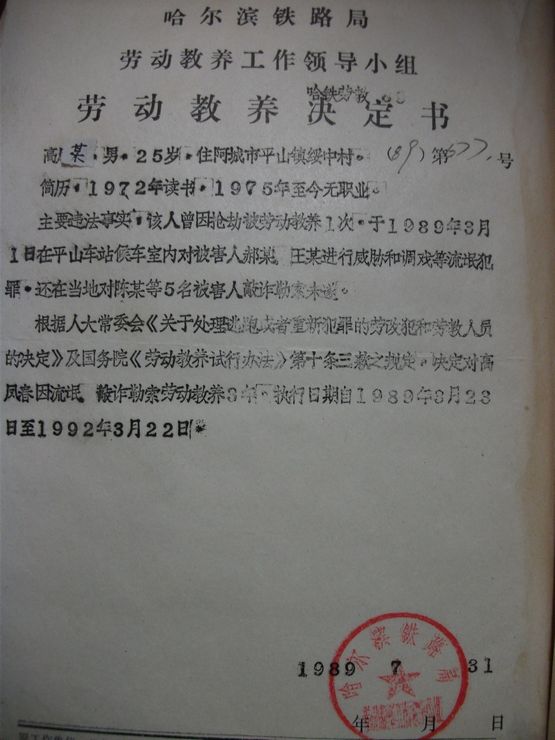 哈尔滨铁路局
劳动教养工作领导小组
哈铁劳教
劳动教养决定书
高某·男·25岁·住阿城市平山镇绥中村·(89)第577号
简历·1972年读书·1975年至今无职业·
主要违法事实·该人曾因抢劫被劳动教养1次·于1989年3月
1日在平山车站候车室内对被害人郝某、王某进行威胁和调戏等流氓犯
罪·还在当地对陈某等5名被害人敲诈勒索未遂。
根据人大常委会《关于处理逃跑或者重新犯罪的劳改犯和劳教人员
的决定》及国务院《劳动教养试行办法》第十条三款之规定·决定对高
凤春因流氓、敲诈勒索劳动教养3年·执行日期自1989年3月23
日至1992年3月22日·
哈尔滨铁路局
1989 7 31
年 月 日